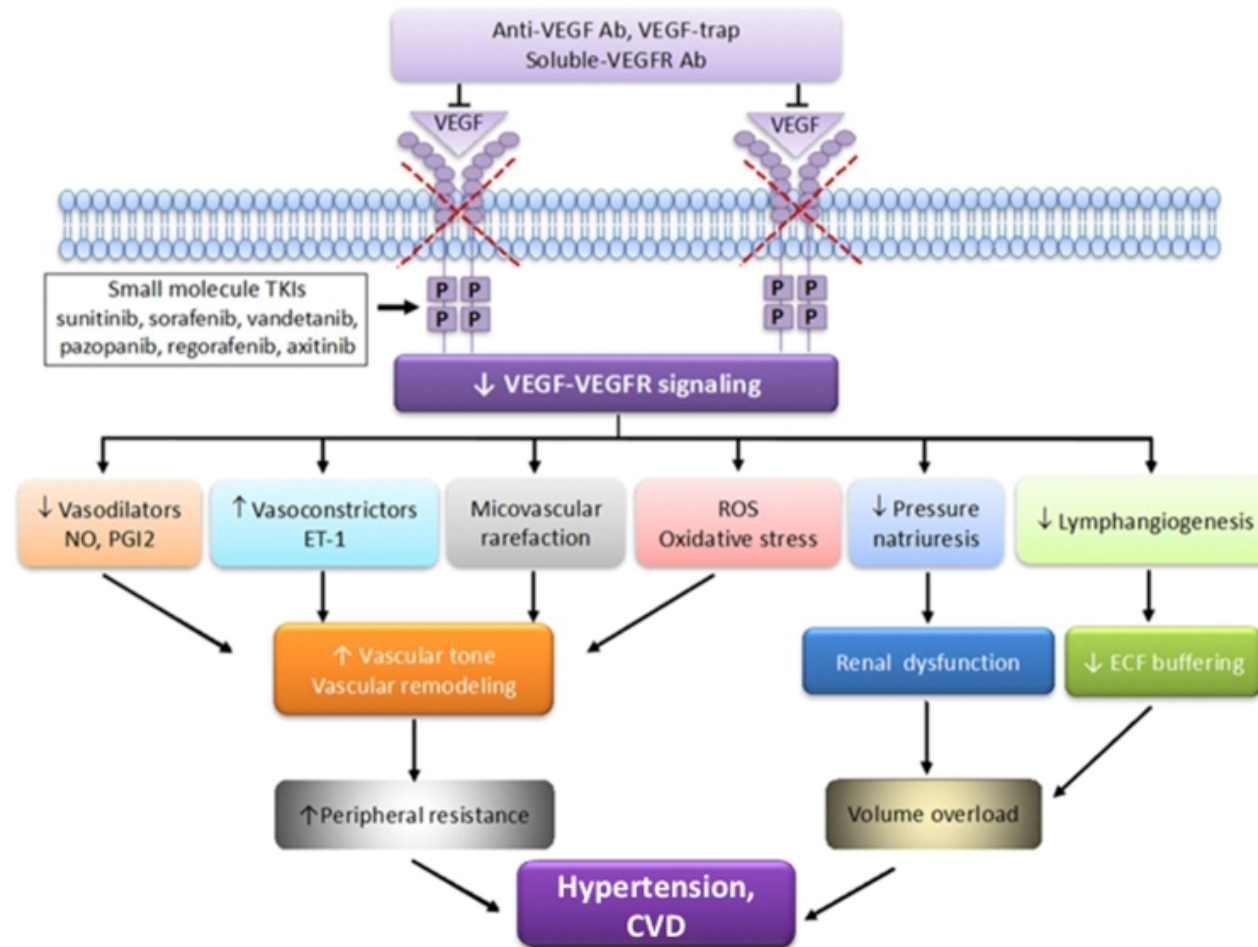 Anti-VEGF Ab, VEGF-trap
Soluble-VEGFR Ab
VEGF
VEGF
Small molecule TKIs
sunitinib, sorafenib, vandetanib,
pazopanib, regorafenib, axitinib
P P
P P
P P
P P
↓ VEGF-VEGFR signaling
↓ Vasodilators
NO, PGI2
↑ Vasoconstrictors
ET-1
Micovascular
rarefaction
ROS
Oxidative stress
↓ Pressure
natriuresis
↓ Lymphangiogenesis
↑ Vascular tone
Vascular remodeling
Renal dysfunction
↓ ECF buffering
↑Peripheral resistance
Volume overload
Hypertension,
CVD